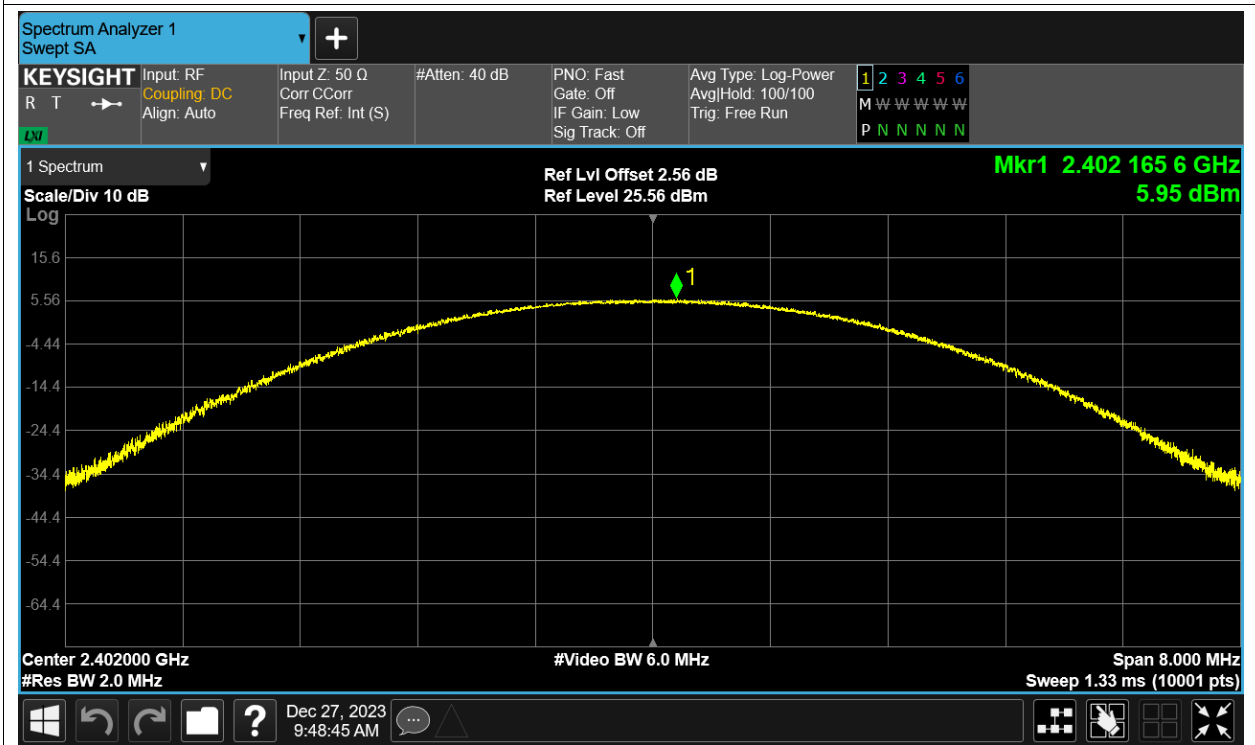 Spectrum Analyzer 1
Swept SA
KEYSIGHT
R T
LXI
Input: RF
Coupling: DC
Align: Auto
Input Z: 50 Ω
Corr CCorr
Freq Ref: Int (S)
#Atten: 40 dB
PNO: Fast
Gate: Off
IF Gain: Low
Sig Track: Off
Avg Type: Log-Power
Avg|Hold: 100/100
Trig: Free Run
1 2 3 4 5 6
M W W W W W
P N N N N N
1 Spectrum
Scale/Div 10 dB
Log
Ref Lvl Offset 2.56 dB
Ref Level 25.56 dBm
Mkr1 2.402 165 6 GHz
5.95 dBm
15.6
5.56
-4.44
-14.4
-24.4
-34.4
-44.4
-54.4
-64.4
1
Center 2.402000 GHz
#Res BW 2.0 MHz
#Video BW 6.0 MHz
Span 8.000 MHz
Sweep 1.33 ms (10001 pts)
?
Dec 27, 2023
9:48:45 AM